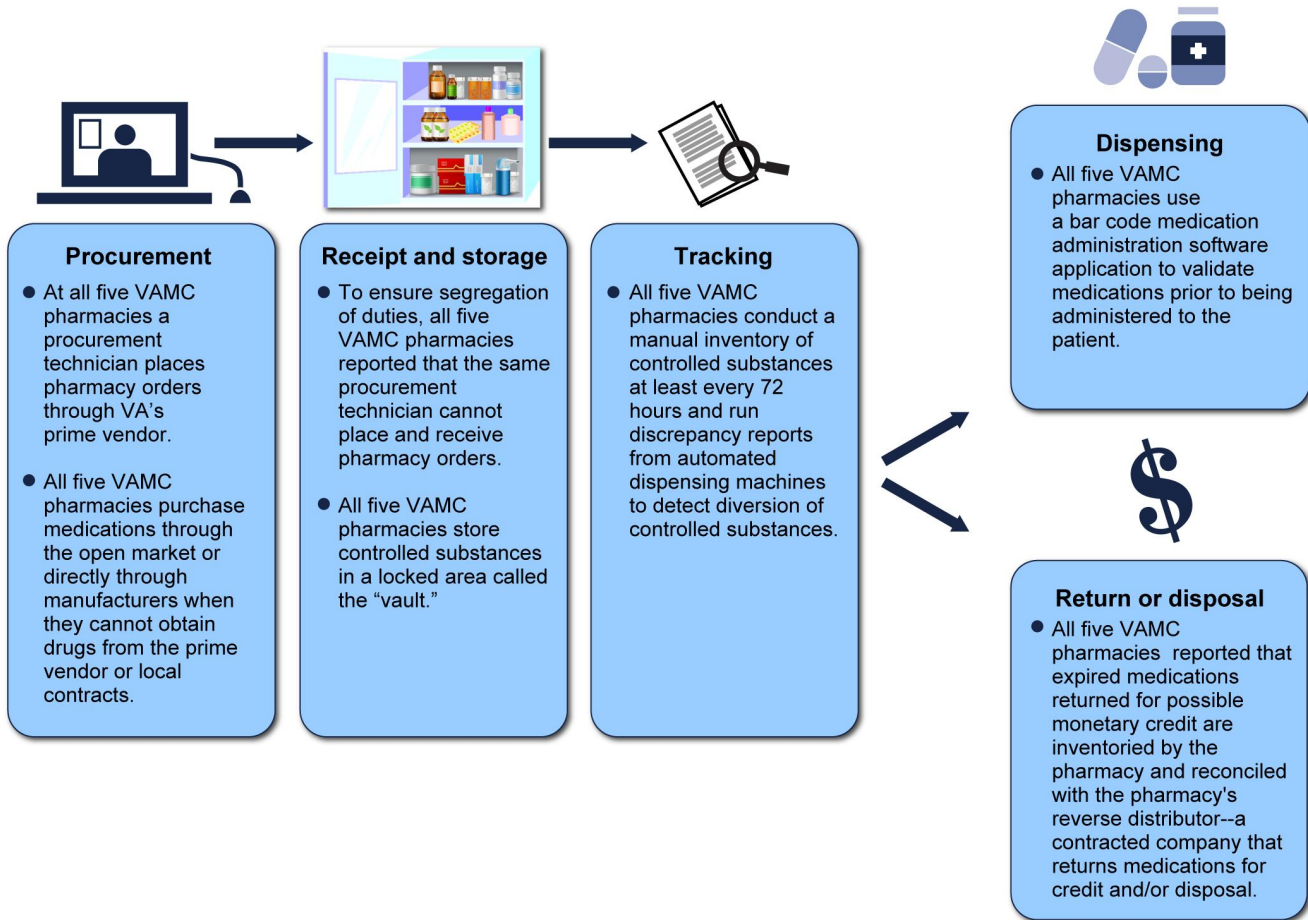 Procurement
● At all five VAMC
pharmacies a
procurement
technician places
pharmacy orders
through VA’s
prime vendor.
● All five VAMC
pharmacies purchase
medications through
the open market or
directly through
manufacturers when
they cannot obtain
drugs from the prime
vendor or local
contracts.
Receipt and storage
● To ensure segregation
of duties, all five
VAMC pharmacies
reported that the same
procurement
technician cannot
place and receive
pharmacy orders.
● All five VAMC
pharmacies store
controlled substances
in a locked area called
the “vault.”
Tracking
● All five VAMC
pharmacies conduct a
manual inventory of
controlled substances
at least every 72
hours and run
discrepancy reports
from automated
dispensing machines
to detect diversion of
controlled substances.
Dispensing
● All five VAMC
pharmacies use
a bar code medication
administration software
application to validate
medications prior to being
administered to the
patient.
$
Return or disposal
● All five VAMC
pharmacies  reported that
expired medications
returned for possible
monetary credit are
inventoried by the
pharmacy and reconciled
with the pharmacy's
reverse distributor--a
contracted company that
returns medications for
credit and/or disposal.